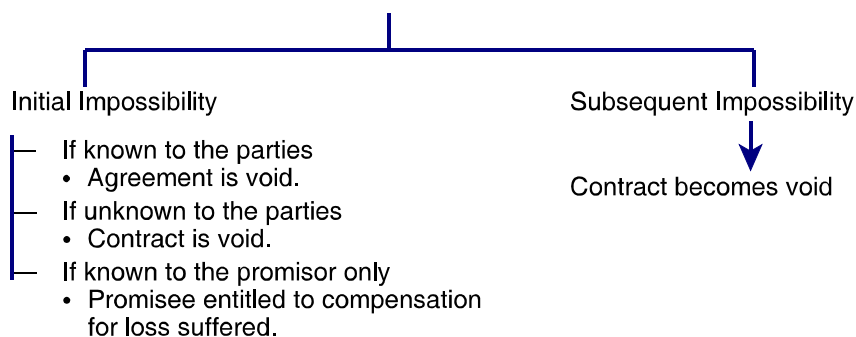 Initial Impossibility
If known to the parties
• Agreement is void.
If unknown to the parties
• Contract is void.
If known to the promisor only
• Promisee entitled to compensation
for loss suffered.
Subsequent Impossibility
Contract becomes void